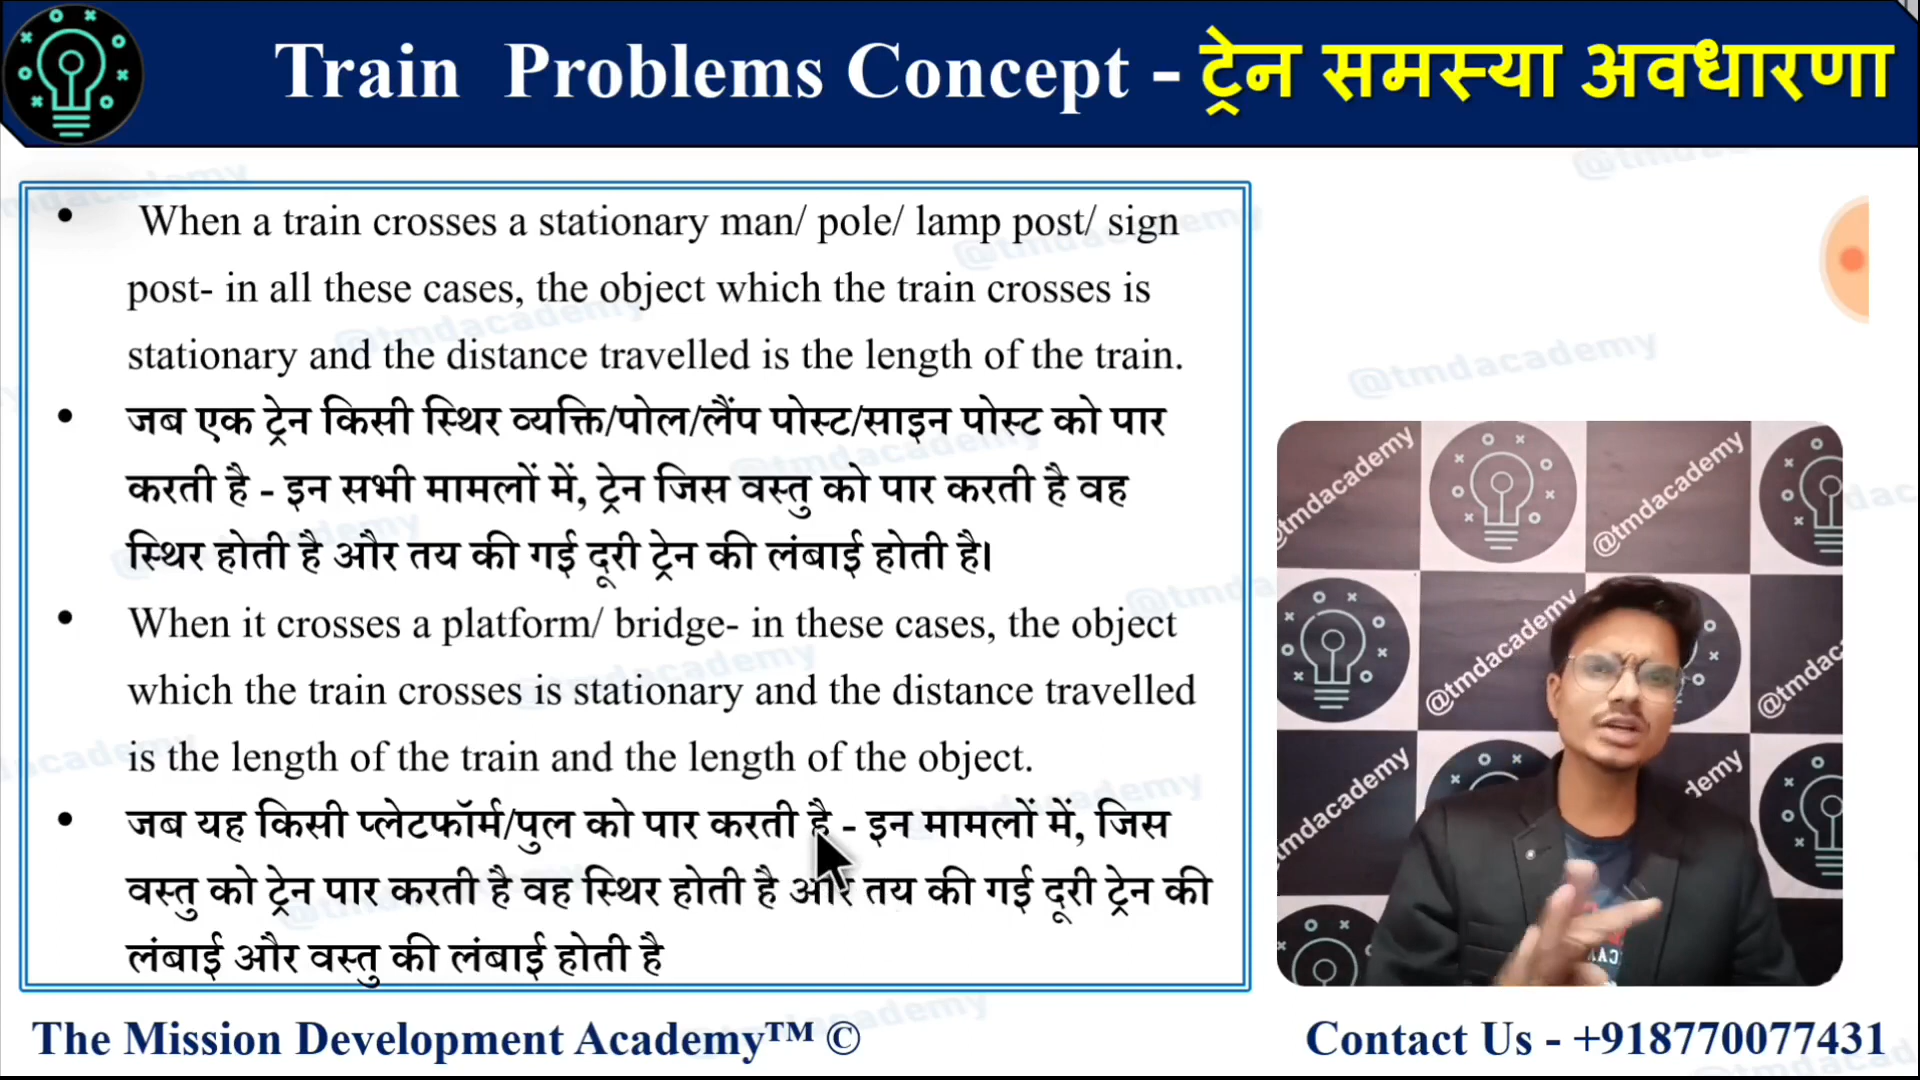 Train Problems Concept - ट्रेन समस्या अवधारणा
• When a train crosses a stationary man/ pole/ lamp post/ sign
post- in all these cases, the object which the train crosses is
stationary and the distance travelled is the length of the train.
• जब एक ट्रेन किसी स्थिर व्यक्ति/पोल/लैंप पोस्ट/साइन पोस्ट को पार
करती है - इन सभी मामलों में, ट्रेन जिस वस्तु को पार करती है वह
स्थिर होती है और तय की गई दूरी ट्रेन की लंबाई होती है।
• When it crosses a platform/ bridge- in these cases, the object
which the train crosses is stationary and the distance travelled
is the length of the train and the length of the object.
• जब यह किसी प्लेटफॉर्म/पुल को पार करती है - इन मामलों में, जिस
वस्तु को ट्रेन पार करती है वह स्थिर होती है और तय की गई दूरी ट्रेन की
लंबाई और वस्तु की लंबाई होती है
@tmdacademy
@tmdacademy
@tmdacademy
@tmdacademy
The Mission Development Academy™ ©
Contact Us - +918770077431